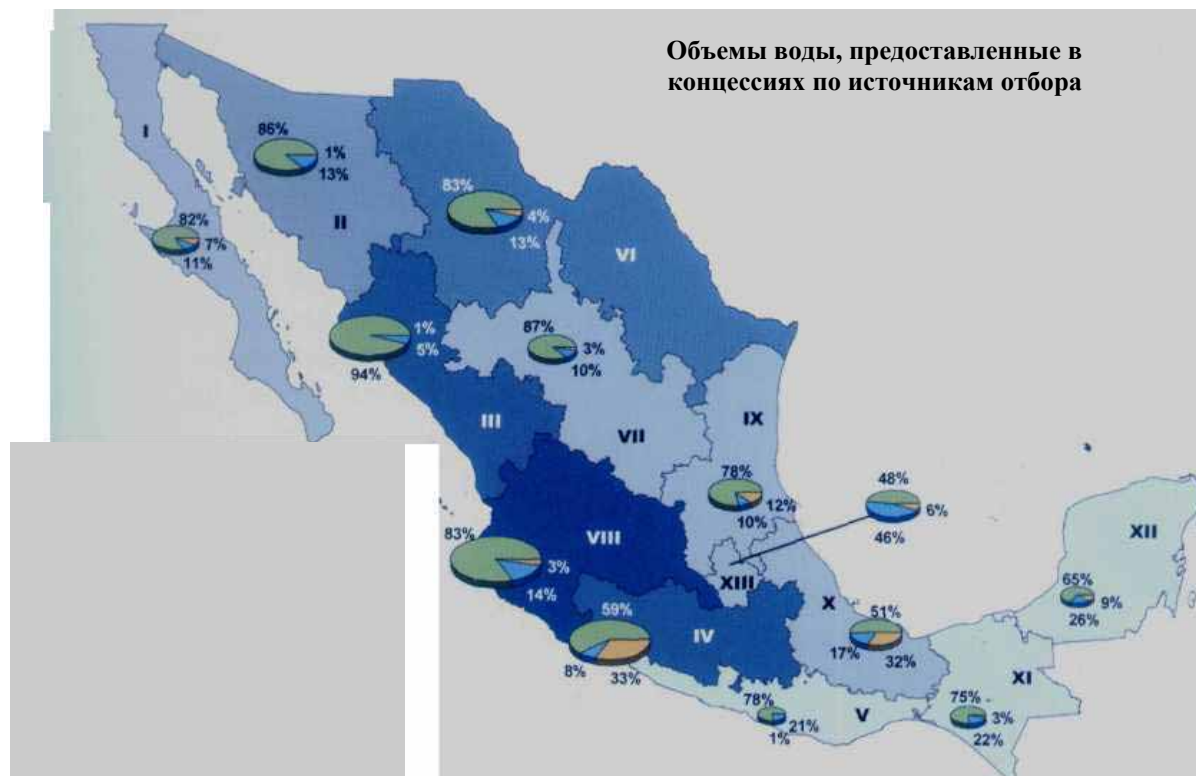 Объемы воды, предоставленные в
концессиях по источникам отбора
I
86%
1%
13%
II
83%
4%
13%
VI
82%
7%
11%
1%
5%
94%
87%
3%
10%
III
VII
IX
78%
12%
10%
48%
6%
46%
XII
83%
3%
14%
VIII
XIII
65%
9%
26%
59%
8%
33%
IV
X
51%
17%
32%
XI
78%
21%
1%
V
75%
3%
22%